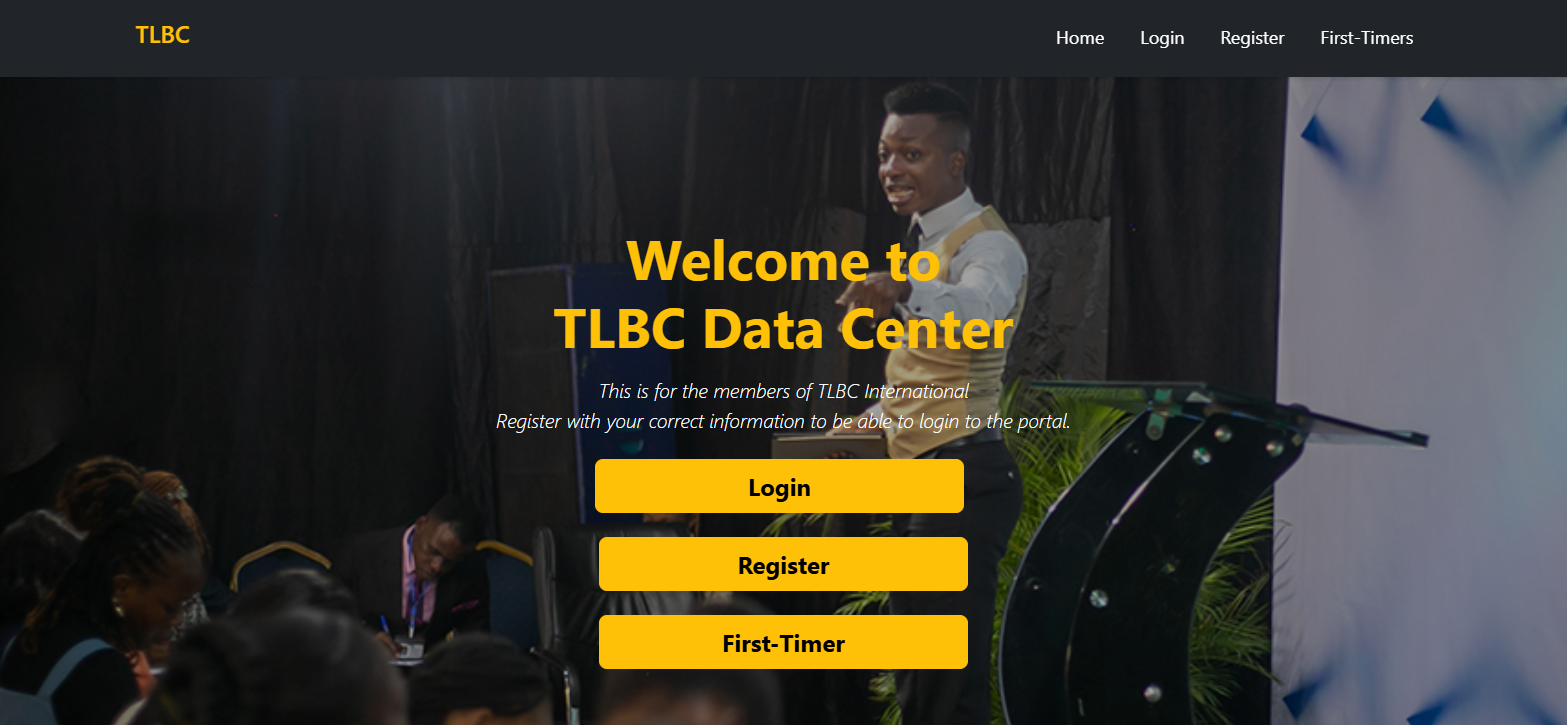 TLBC
Home Login Register First-Timers
Welcome to
TLBC Data Center
This is for the members of TLBC International
Register with your correct information to be able to login to the portal.
Login
Register
First-Timer